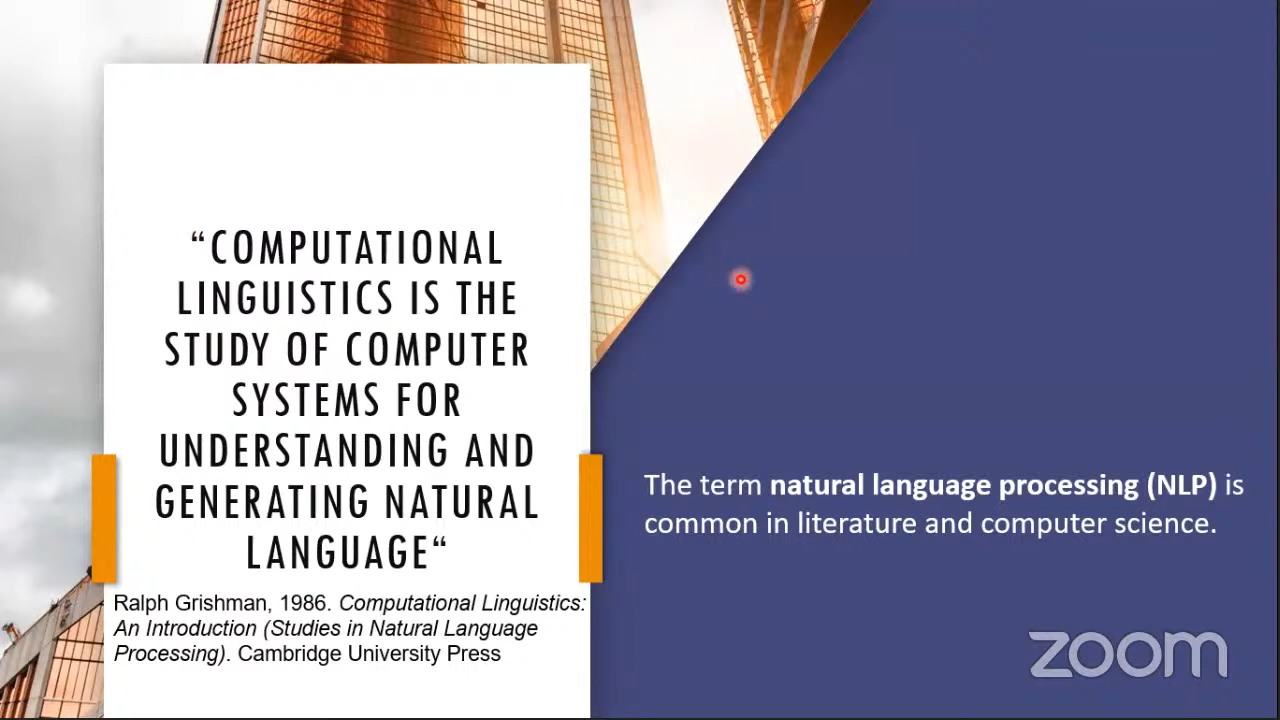 “COMPUTATIONAL
LINGUISTICS IS THE
STUDY OF COMPUTER
SYSTEMS FOR
UNDERSTANDING AND
GENERATING NATURAL
LANGUAGE“
Ralph Grishman, 1986. Computational Linguistics:
An Introduction (Studies in Natural Language
Processing). Cambridge University Press
The term natural language processing (NLP) is
common in literature and computer science.
zoom